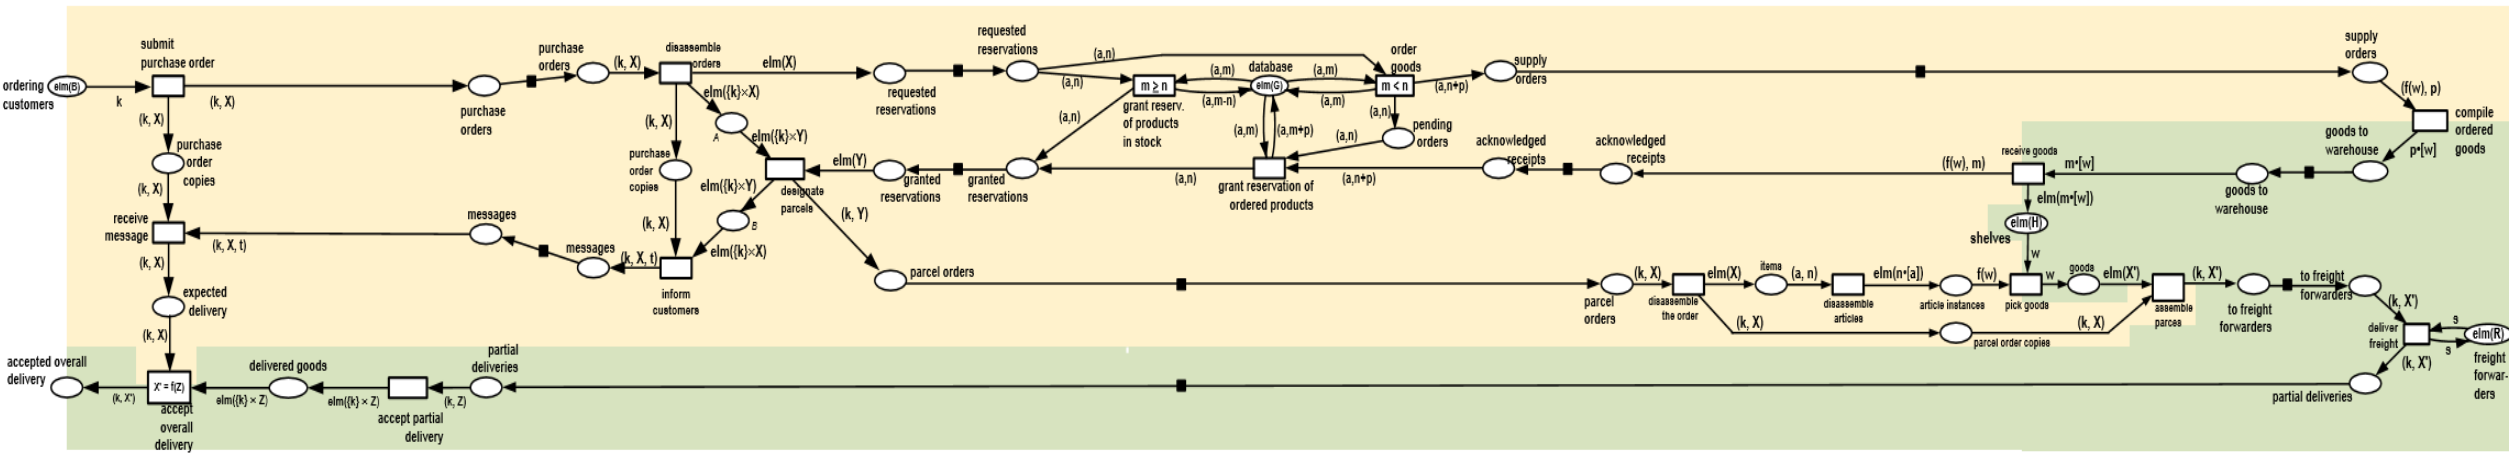 submit
purchase order
ordering
customers
elm(B)
k
(k, X)
(k, X)
purchase
order
copies
(k, X)
receive
message
(k, X)
expected
delivery
(k, X)
purchase
orders
purchase
orders
(k, X)
disassemble
orders
elm(X)
elm({k}×X)
(k, X)
A
elm({k}×Y)
purchase
order
copies
designate
parcels
elm({k}×Y)
B
(k, X)
elm({k}×X)
(k, Y)
inform
customers
(k, X, t)
messages
messages
(k, X, t)
requested
reservations
requested
reservations
(a,n)
(a,n)
m ≥ n
grant reserv.
of products
in stock
(a,m)
(a,m-n)
database
elm(G)
(a,m)
(a,m)
order
goods
m < n
(a,n+p)
supply
orders
(a,n)
pending
orders
(a,n)
(a,m)
(a,m+p)
(a,n)
elm(Y)
granted
reservations
granted
reservations
(a,n)
grant reservation of
ordered products
(a,n+p)
acknowledged
receipts
acknowledged
receipts
(f(w), m)
receive goods
m•[w]
elm(m•[w])
elm(H)
shelves
w
goods to
warehouse
goods to
warehouse
supply
orders
(f(w), p)
compile
ordered
goods
p•[w]
parcel orders
parcel
orders
(k, X)
disassemble
the order
elm(X)
items
(a, n)
disassemble
articles
elm(n•[a])
article instances
f(w)
pick goods
w
goods
elm(X')
assemble
parces
(k, X')
(k, X)
parcel order copies
(k, X)
to freight
forwarders
to freight
forwarders
(k, X')
deliver
freight
s
s
elm(R)
freight
forwar-
ders
(k, X')
partial deliveries
partial
deliveries
(k, Z)
accept partial
delivery
elm({k} × Z)
delivered goods
elm({k} × Z)
X' = f(Z)
accept
overall
delivery
(k, X')
accepted overall
delivery